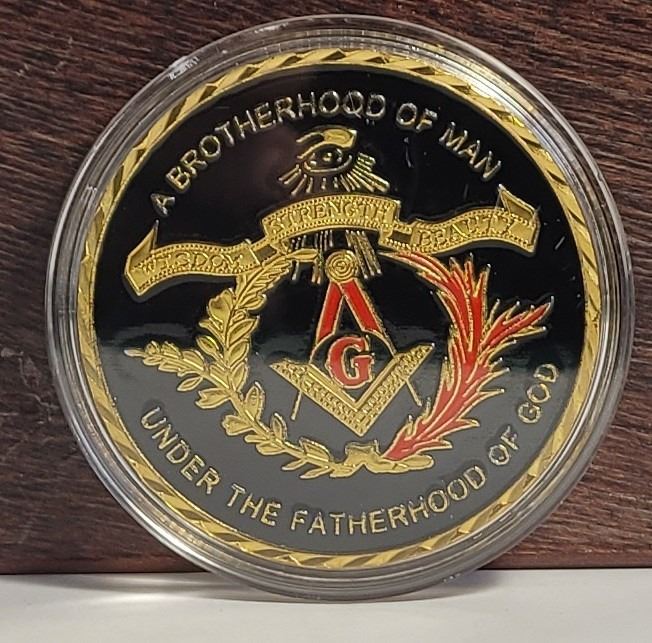 A BROTHERHOOD OF MAN
WISDOM STRENGTH BEAUTY
G
UNDER THE FATHERHOOD OF GOD